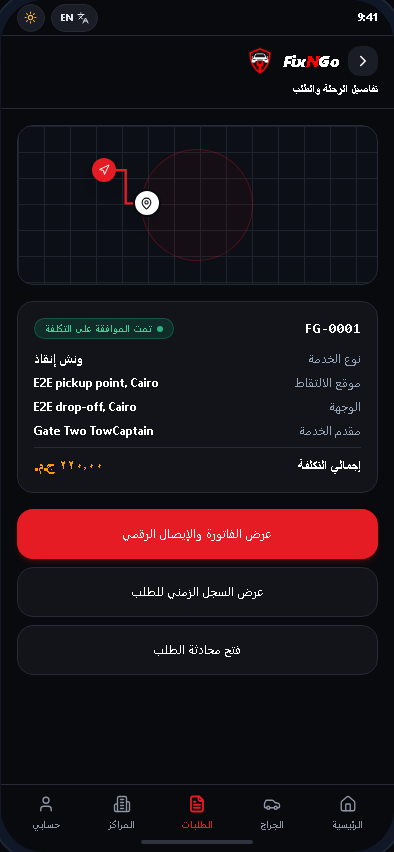 9:41
EN
FixNGo
تفاصيل الرحلة والطلب
FG-0001
تمت الموافقة على التكلفة
نوع الخدمة
ونش إنقاذ
موقع الالتقاط
E2E pickup point, Cairo
الوجهة
E2E drop-off, Cairo
مقدم الخدمة
Gate Two TowCaptain
إجمالي التكلفة
٢٢٠٫٠٠ ج.م.
عرض الفاتورة والإيصال الرقمي
عرض السجل الزمني للطلب
فتح محادثة الطلب
الرئيسية
الجراج
الطلبات
المراكز
حسابي